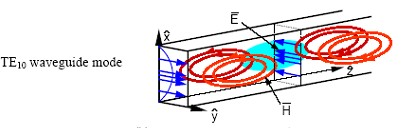 E̅
x̂
TE₁₀ waveguide mode
ẑ
H̅
ŷ